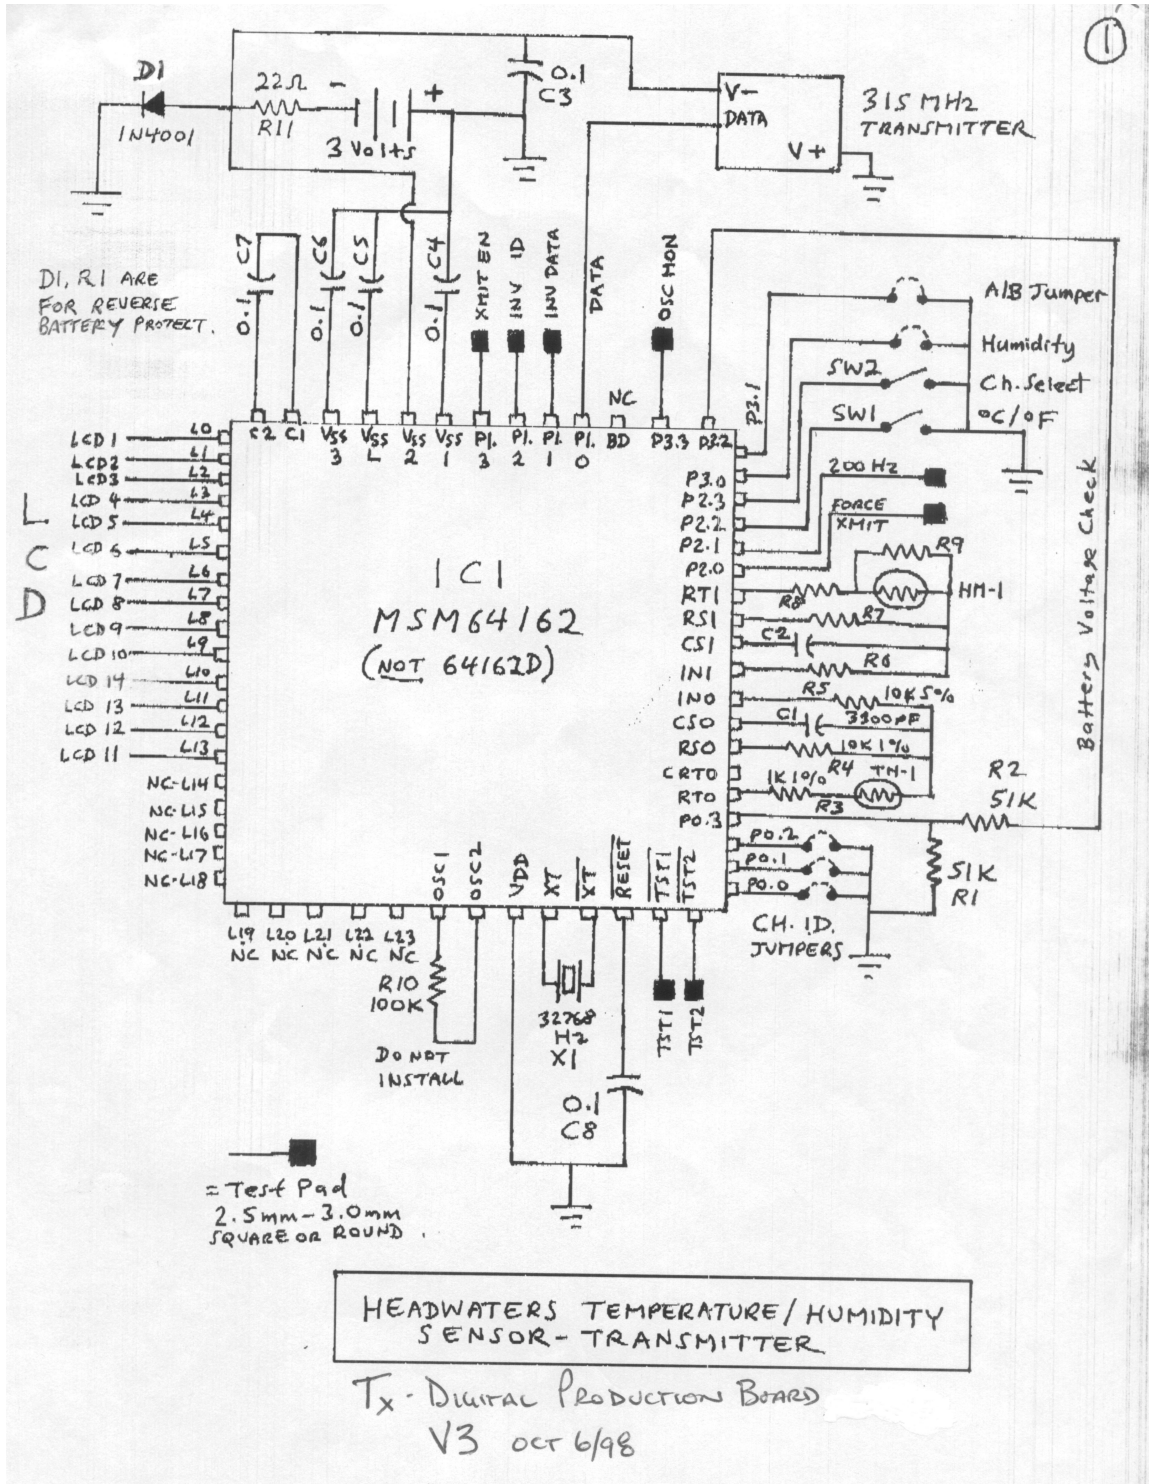 1
D1
1N4001
22Ω
R11
-
+
3 Volts
0.1
C3
V-
DATA
V+
315 MHz
TRANSMITTER
D1, R1 ARE
FOR REVERSE
BATTERY PROTECT.
C7
0.1
C6
0.1
C5
0.1
C4
0.1
XMIT EN
INV ID
INV DATA
DATA
OSC MON
NC
P3.1
A/B Jumper
Humidity
SW2
Ch. Select
SW1
°C/°F
200 Hz
FORCE
XMIT
Battery Voltage Check
C2
C1
VSS
3
VSS
L
VSS
2
VSS
1
P1.
3
P1.
2
P1.
1
P1.
0
BD
P3.3
P3.2
LCD
LCD 1 L0
LCD2 L1
LCD3 L2
LCD 4 L3
LCD 5 L4
LCD 6 L5
LCD 7 L6
LCD 8 L7
LCD 9 L8
LCD 10 L9
LCD 14 L10
LCD 13 L11
LCD 12 L12
LCD 11 L13
NC-L14
NC-L15
NC-L16
NC-L17
NC-L18
IC1
MSM64162
(NOT 64162D)
P3.0
P2.3
P2.2
P2.1
P2.0
RT1
RS1
CS1
IN1
IN0
CS0
RS0
CRT0
RT0
P0.3
R9
R8
HM-1
R7
C2
R6
R5 10K 5%
C1 3300pF
10K 1%
R4
1K 1%
TH-1
R3
R2
51K
51K
R1
P0.2
P0.1
P0.0
CH. I.D.
JUMPERS
L19
NC
L20
NC
L21
NC
L22
NC
L23
NC
OSC1
OSC2
VDD
XT
XT
RESET
TST1
TST2
R10
100K
DO NOT
INSTALL
32768
Hz
X1
TST1
TST2
0.1
C8
= Test Pad
2.5mm-3.0mm
SQUARE OR ROUND.
HEADWATERS TEMPERATURE/HUMIDITY
SENSOR-TRANSMITTER
Tx - DIGITAL PRODUCTION BOARD
V3 OCT 6/98